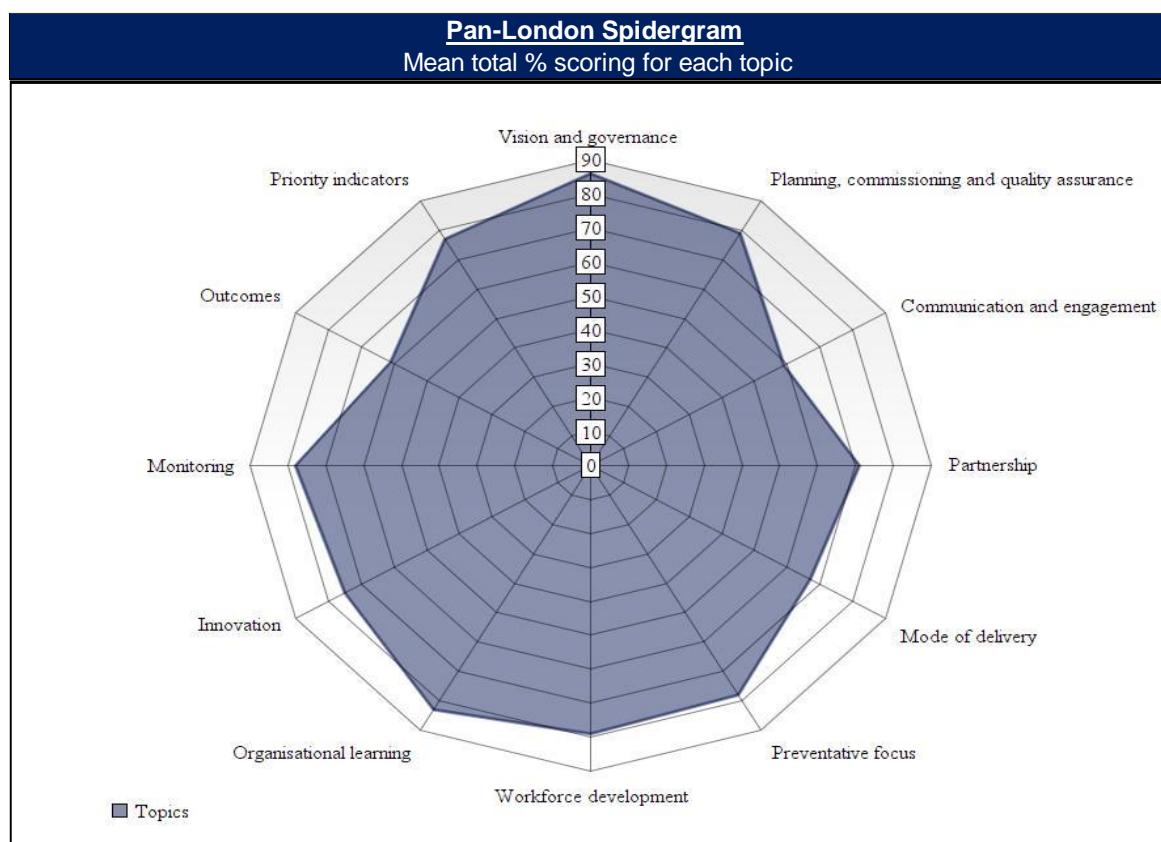 Pan-London Spidergram
Mean total % scoring for each topic
Vision and governance
Priority indicators
Planning, commissioning and quality assurance
Outcomes
Communication and engagement
Monitoring
Partnership
Innovation
Mode of delivery
Organisational learning
Preventative focus
Workforce development
90
80
70
60
50
40
30
20
10
0
Topics